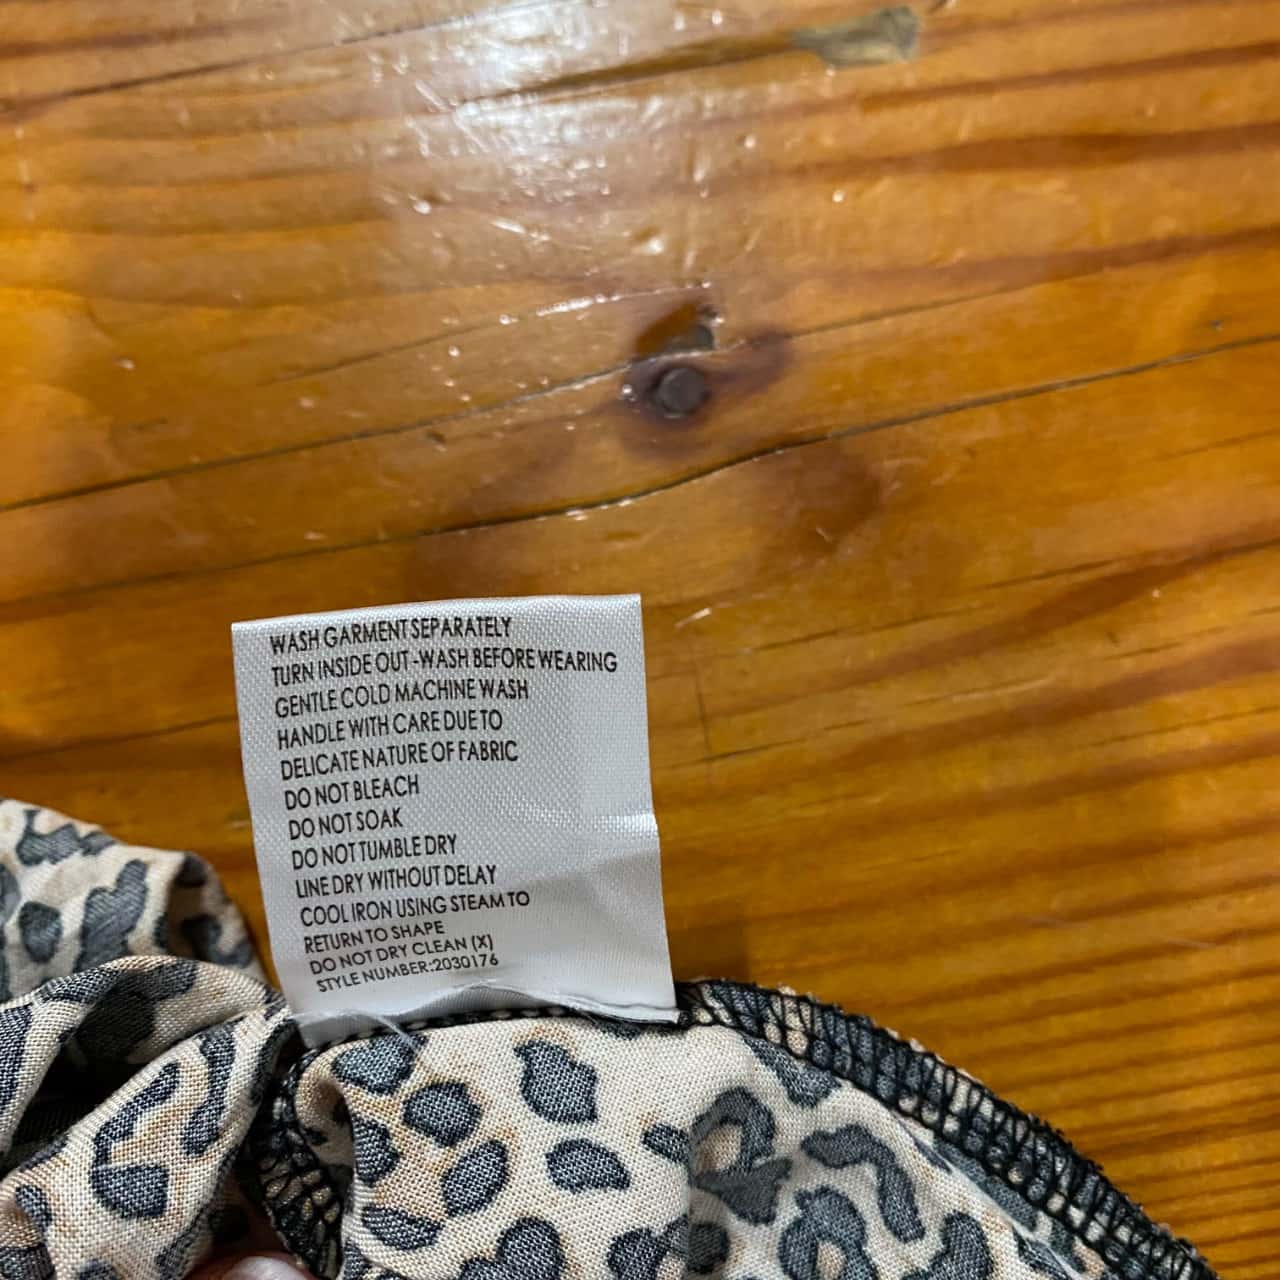 WASH GARMENT SEPARATELY
TURN INSIDE OUT -WASH BEFORE WEARING
GENTLE COLD MACHINE WASH
HANDLE WITH CARE DUE TO
DELICATE NATURE OF FABRIC
DO NOT BLEACH
DO NOT SOAK
DO NOT TUMBLE DRY
LINE DRY WITHOUT DELAY
COOL IRON USING STEAM TO
RETURN TO SHAPE
DO NOT DRY CLEAN (X)
STYLE NUMBER:2030176